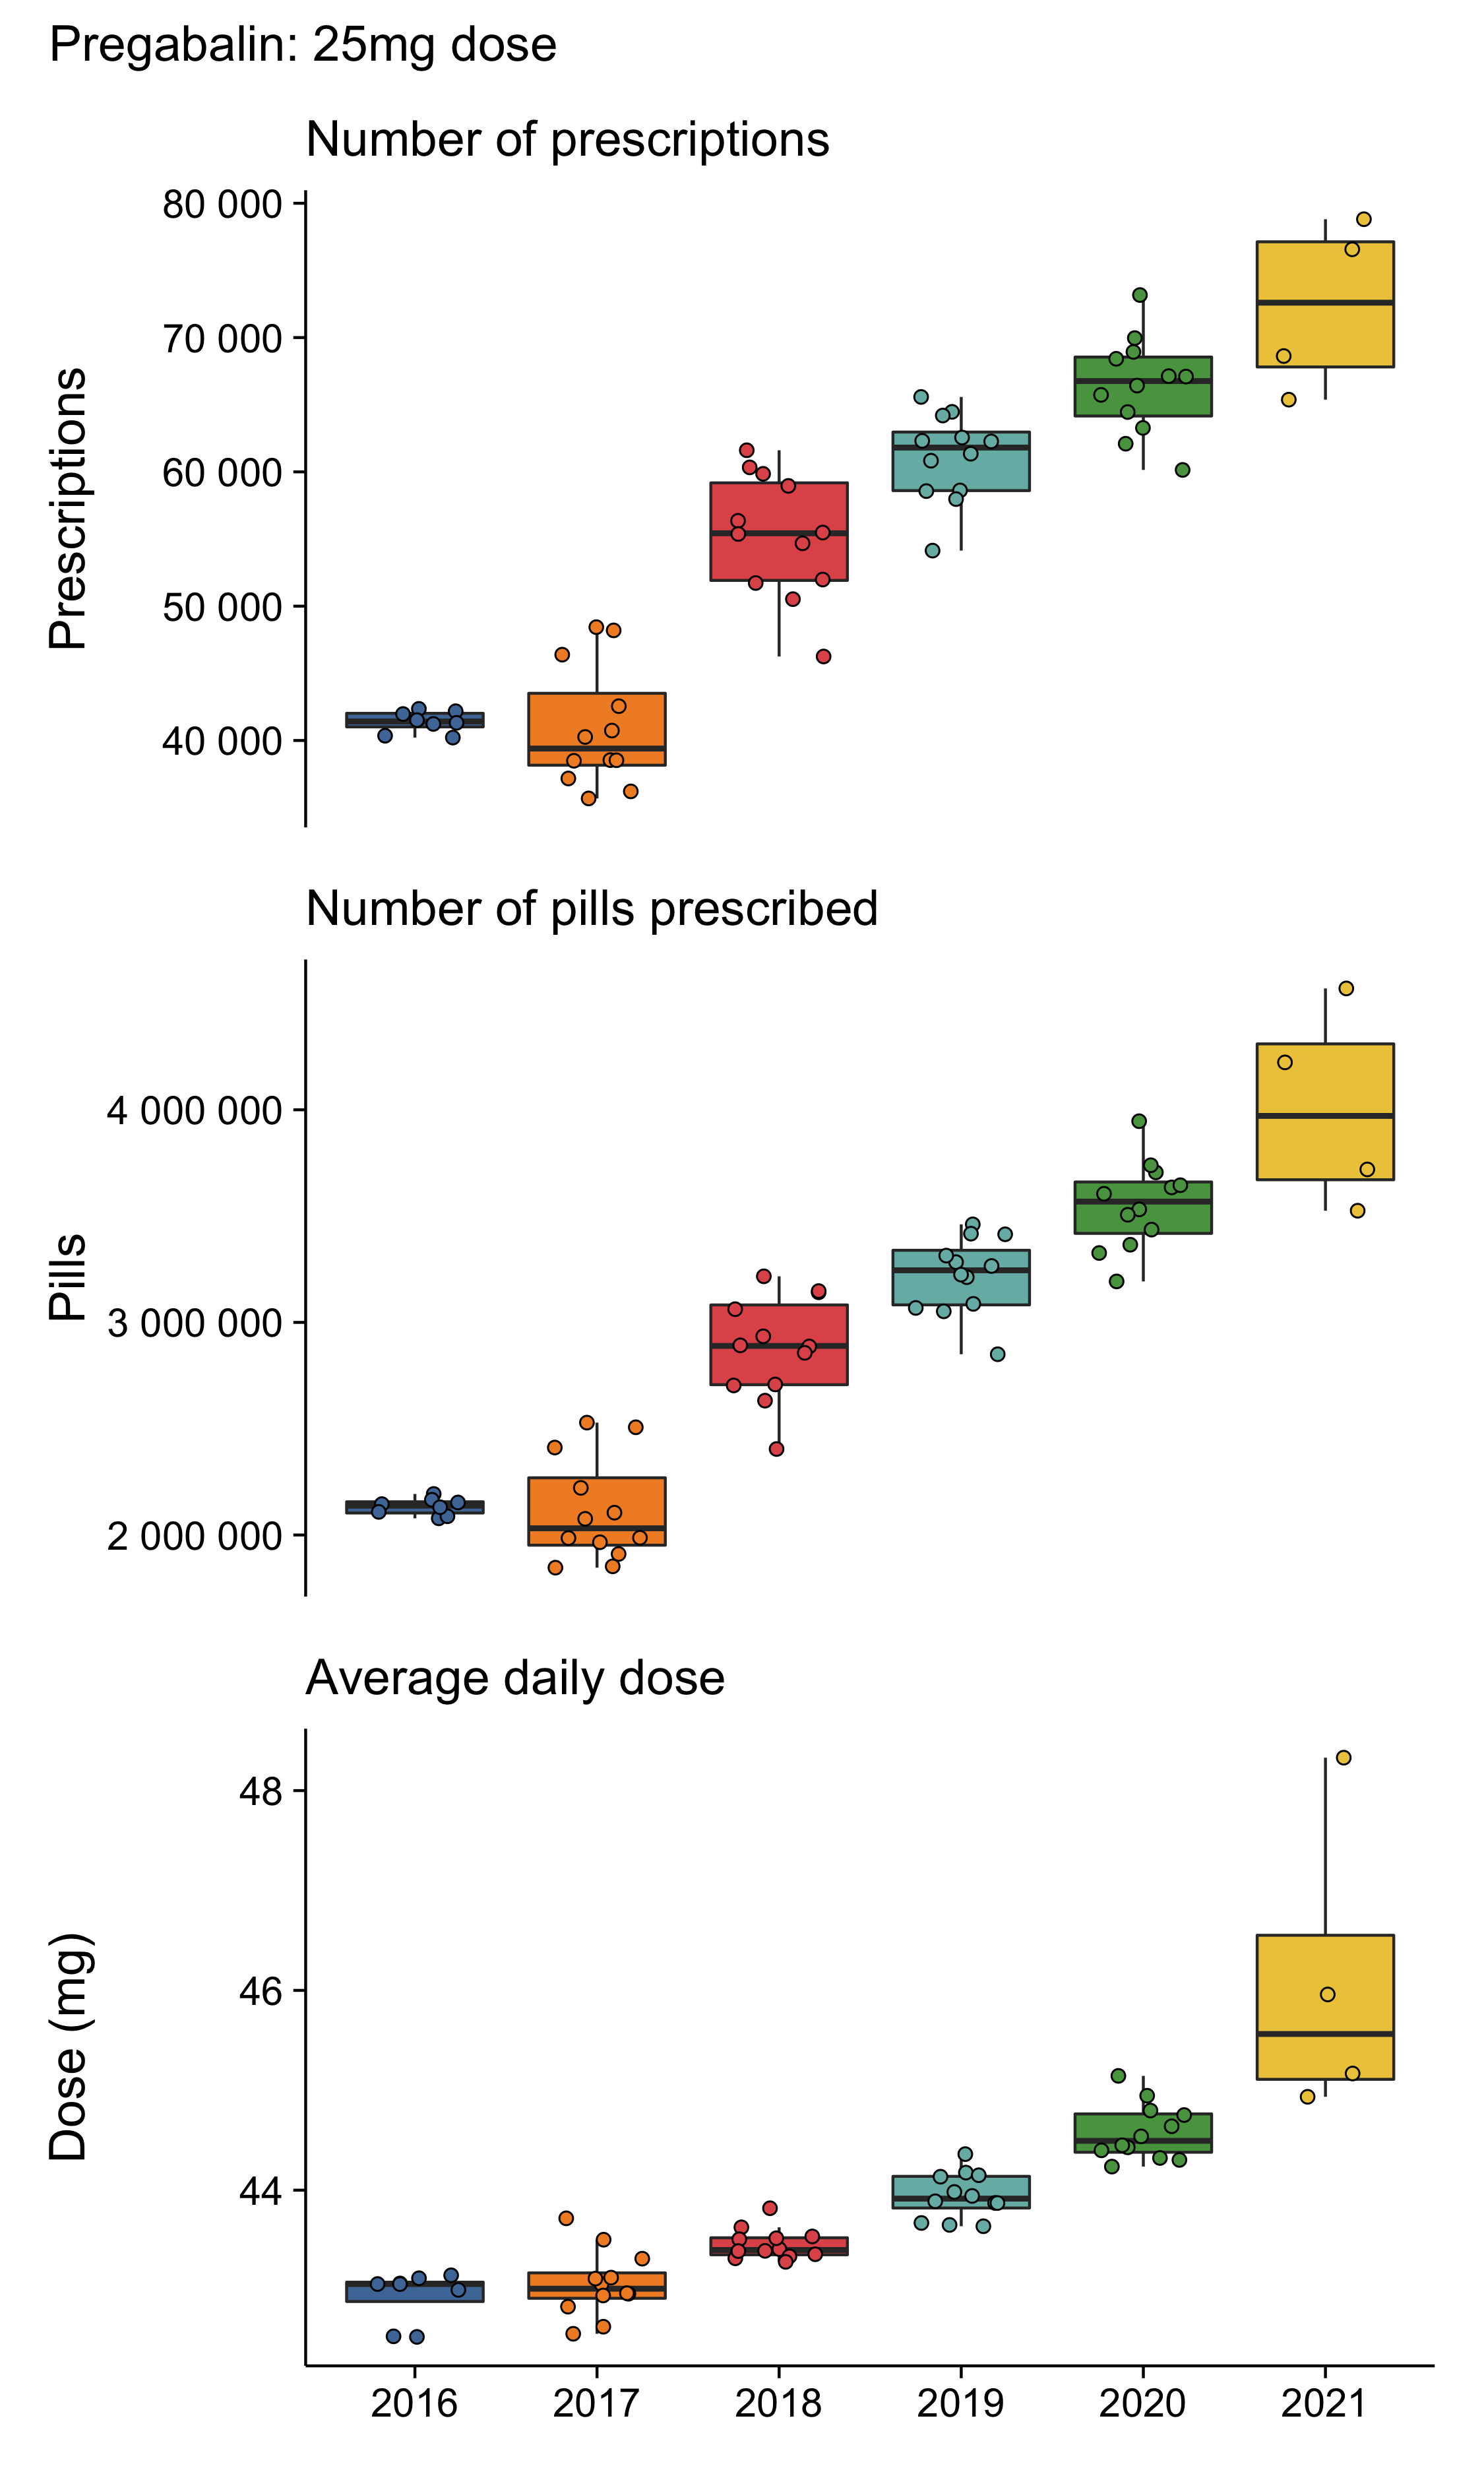 Pregabalin: 25mg dose
Number of prescriptions
Prescriptions
80 000
70 000
60 000
50 000
40 000
Number of pills prescribed
Pills
4 000 000
3 000 000
2 000 000
Average daily dose
Dose (mg)
48
46
44
2016 2017 2018 2019 2020 2021